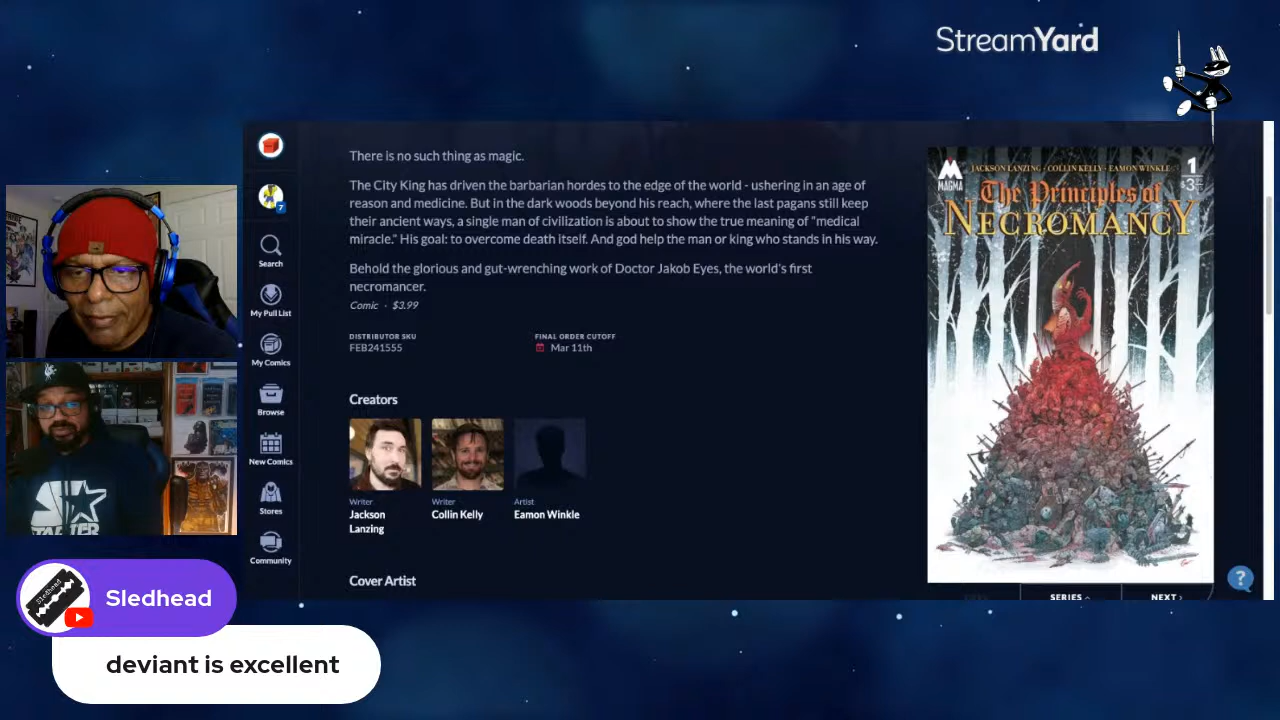 StreamYard
There is no such thing as magic.
The City King has driven the barbarian hordes to the edge of the world - ushering in an age of
reason and medicine. But in the dark woods beyond his reach, where the last pagans still keep
their ancient ways, a single man of civilization is about to show the true meaning of "medical
miracle." His goal: to overcome death itself. And god help the man or king who stands in his way.
Behold the glorious and gut-wrenching work of Doctor Jakob Eyes, the world's first
necromancer.
Comic · $3.99
DISTRIBUTOR SKU
FEB241555
FINAL ORDER CUTOFF
Mar 11th
Creators
Writer
Jackson
Lanzing
Writer
Collin Kelly
Artist
Eamon Winkle
Cover Artist
7
Search
My Pull List
My Comics
Browse
New Comics
Stores
Community
MAGMA
JACKSON LANZING · COLLIN KELLY · EAMON WINKLE
1
The Principles of
NECROMANCY
SERIES
NEXT
?
STARTER
Sledhead
deviant is excellent